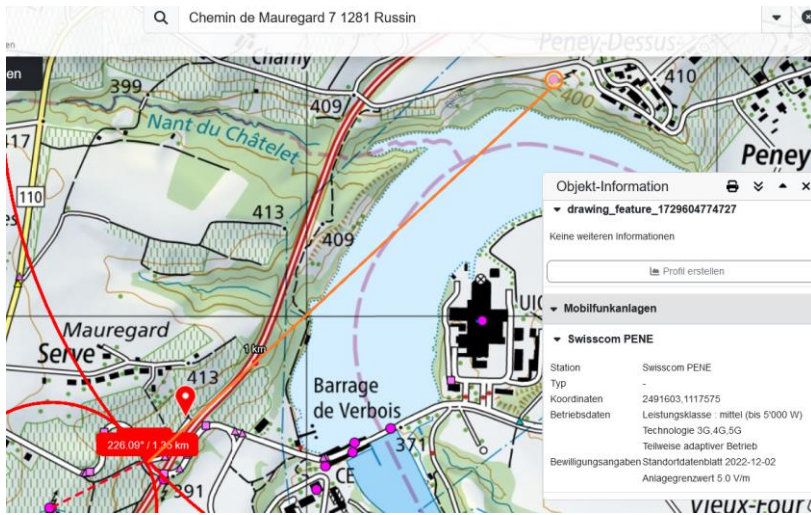 Chemin de Mauregard 7 1281 Russin
en
Charny
Peney-Dessus
399
409
410
400
Nant du Châtelet
417
Peney
110
413
409
Objekt-Information
drawing_feature_1729604774727
Keine weiteren Informationen
Profil erstellen
Mobilfunkanlagen
Swisscom PENE
Station Swisscom PENE
Typ -
Koordinaten 2491603,1117575
Betriebsdaten Leistungsklasse : mittel (bis 5'000 W)
Technologie 3G,4G,5G
Teilweise adaptiver Betrieb
Bewilligungsangaben Standortdatenblatt 2022-12-02
Anlagegrenzwert 5.0 V/m
UIO
Mauregard
Serve
1 km
413
Barrage
de Verbois
226.09° / 1.35 km
371
391
CE
Vieux-Four